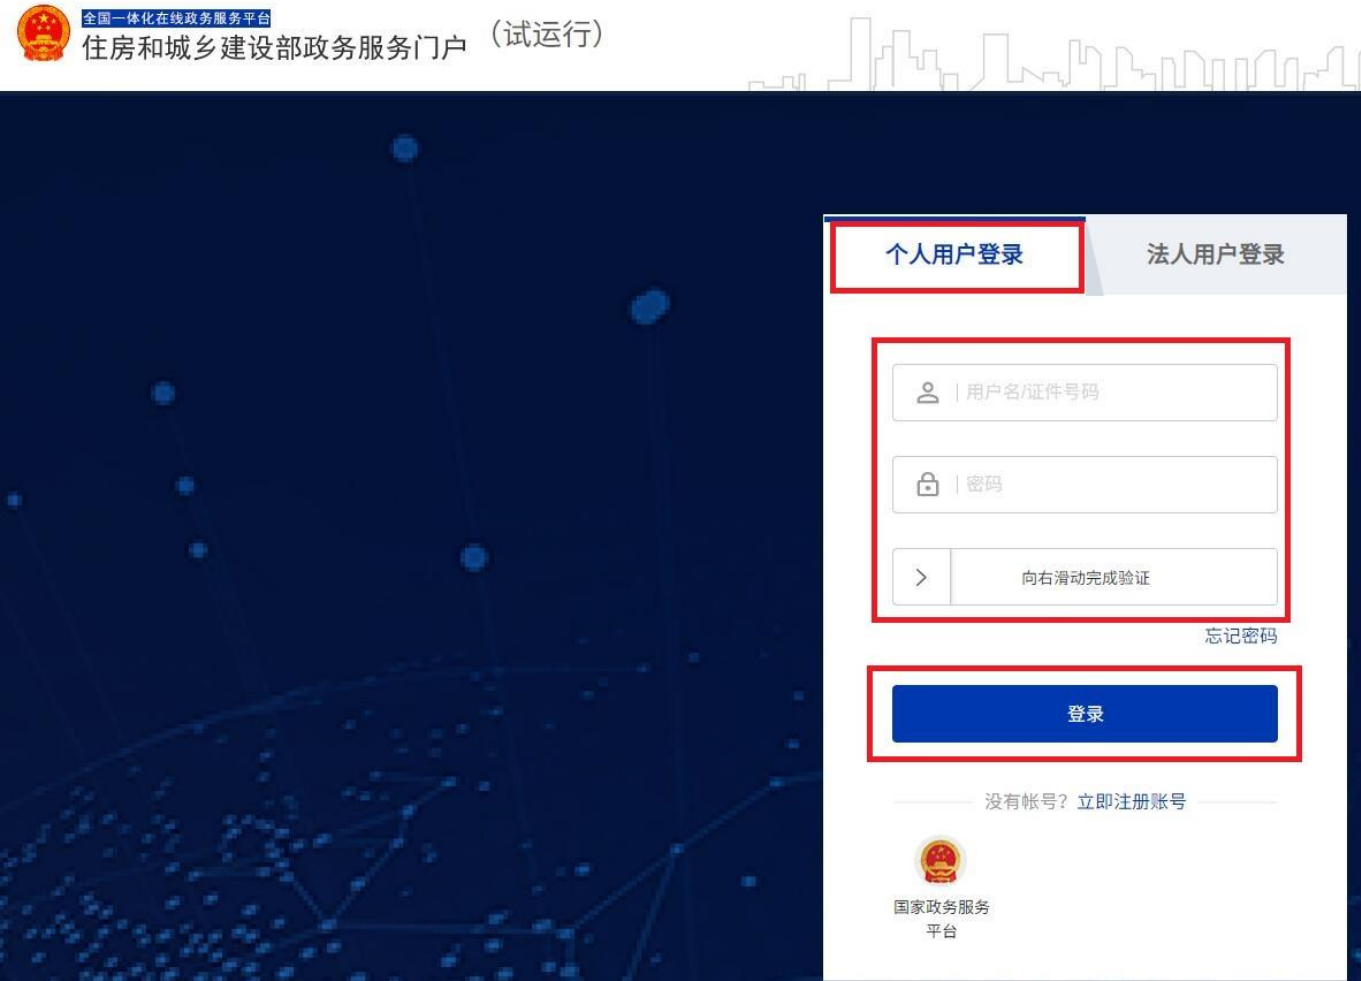 全国一体化在线政务服务平台
住房和城乡建设部政务服务门户 （试运行）
个人用户登录 法人用户登录
用户名/证件号码
密码
向右滑动完成验证
忘记密码
登录
没有帐号？立即注册账号
国家政务服务
平台